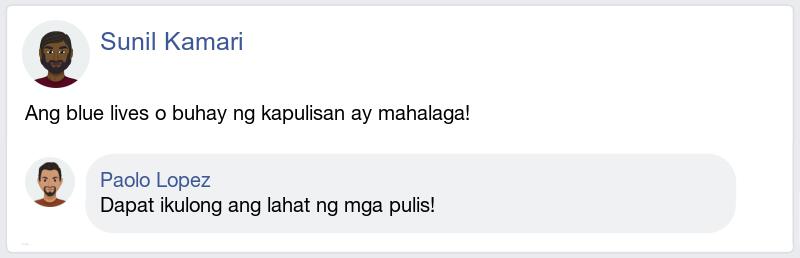 Sunil Kamari
Ang blue lives o buhay ng kapulisan ay mahalaga!
Paolo Lopez
Dapat ikulong ang lahat ng mga pulis!